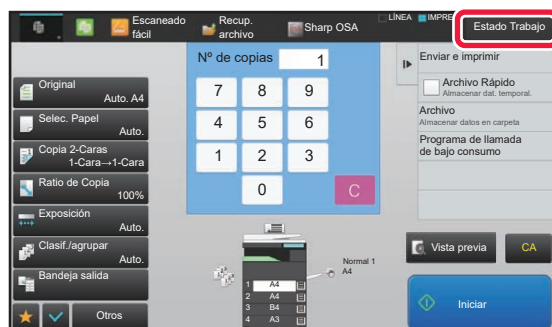 Escaneado fácil
Recup. archivo
Sharp OSA
LÍNEA
IMPRE
Estado Trabajo
Original
Auto. A4
Selec. Papel
Auto.
Copia 2-Caras
1-Cara→1-Cara
Ratio de Copia
100%
Exposición
Auto.
Clasif./agrupar
Auto.
Bandeja salida
Otros
Nº de copias 1
7 8 9
4 5 6
1 2 3
0 C
Normal 1
A4
1 A4
2 A4
3 B4
4 A3
Enviar e imprimir
Archivo Rápido
Almacenar dat. temporal.
Archivo
Almacenar datos en carpeta
Programa de llamada
de bajo consumo
Vista previa
CA
Iniciar